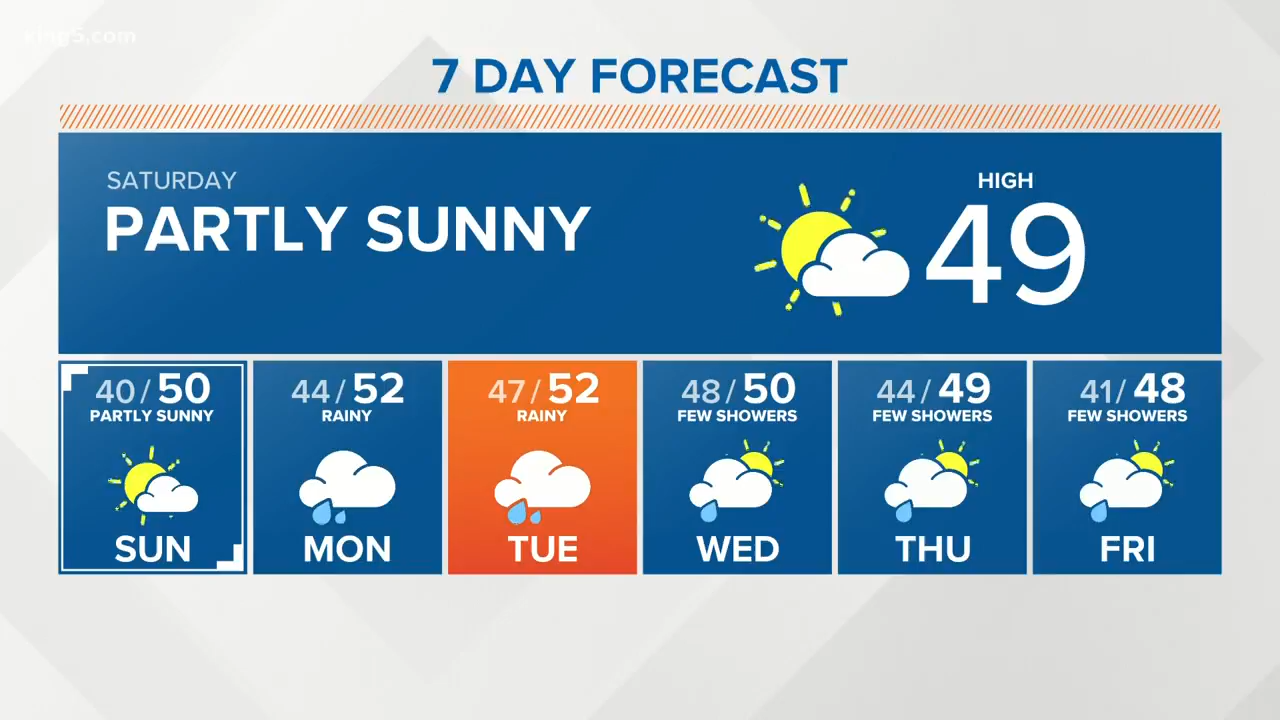 king5.com
7 DAY FORECAST
SATURDAY
PARTLY SUNNY
HIGH
49
40 / 50
PARTLY SUNNY
SUN
44 / 52
RAINY
MON
47 / 52
RAINY
TUE
48 / 50
FEW SHOWERS
WED
44 / 49
FEW SHOWERS
THU
41 / 48
FEW SHOWERS
FRI